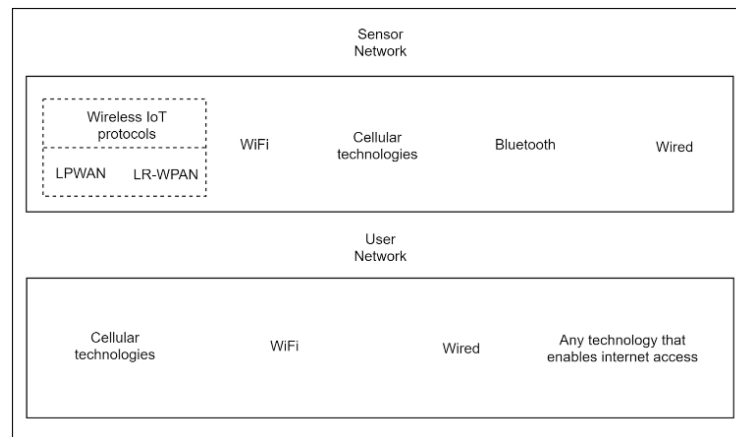 Sensor
Network
Wireless IoT
protocols
LPWAN LR-WPAN
WiFi
Cellular
technologies
Bluetooth
Wired
User
Network
Cellular
technologies
WiFi
Wired
Any technology that
enables internet access